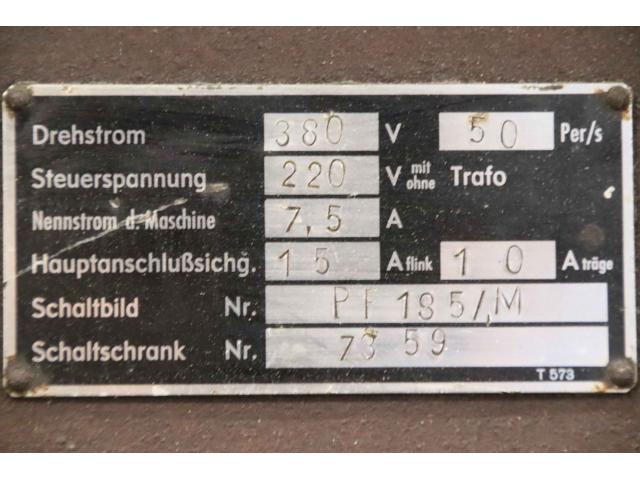 Drehstrom 380 V 50 Per/s
Steuerspannung 220 V mit ohne Trafo
Nennstrom d. Maschine 7,5 A
Hauptanschlußsichg. 15 A flink 10 A träge
Schaltbild Nr. PF 185/M
Schaltschrank Nr. 7359
T 573